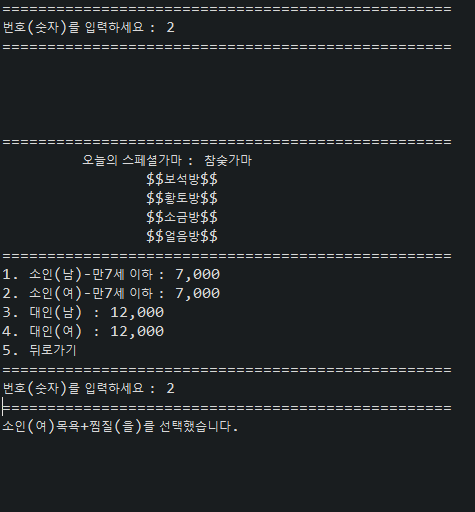 ==================================================
번호(숫자)를 입력하세요 : 2
==================================================
==================================================
오늘의 스페셜가마 : 참숯가마
$$보석방$$
$$황토방$$
$$소금방$$
$$얼음방$$
==================================================
1. 소인(남)-만7세 이하 : 7,000
2. 소인(여)-만7세 이하 : 7,000
3. 대인(남) : 12,000
4. 대인(여) : 12,000
5. 뒤로가기
==================================================
번호(숫자)를 입력하세요 : 2
==================================================
소인(여)목욕+찜질(을)를 선택했습니다.